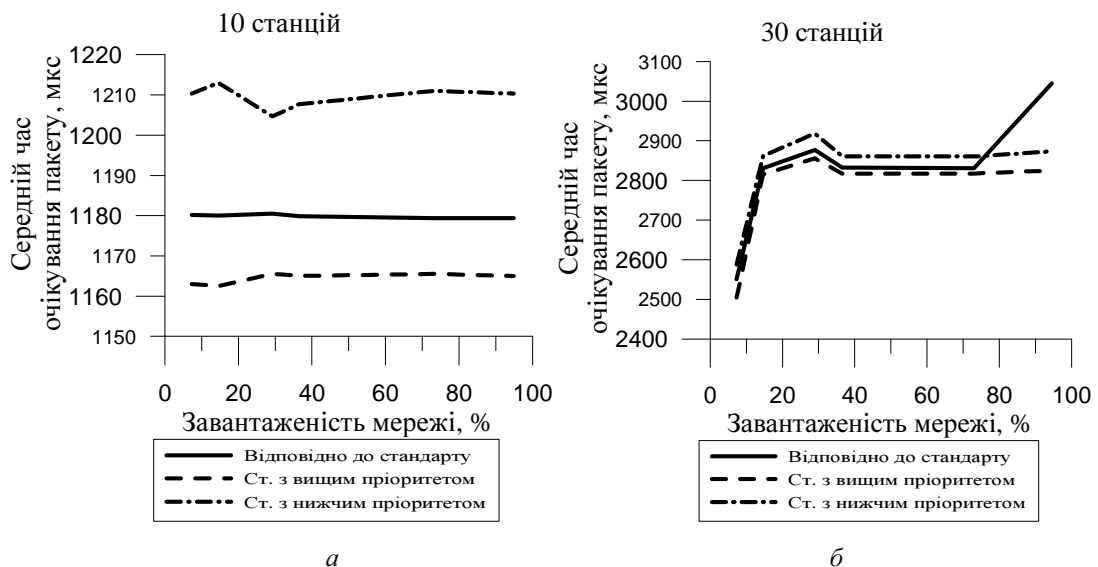 10 станцій
1220
1210
1200
1190
1180
1170
1160
1150
Середній час
очікування пакету, мкс
0 20 40 60 80 100
Завантаженість мережі, %
Відповідно до стандарту
Ст. з вищим пріоритетом
Ст. з нижчим пріоритетом
а
30 станцій
3100
3000
2900
2800
2700
2600
2500
2400
Середній час
очікування пакету, мкс
0 20 40 60 80 100
Завантаженість мережі, %
Відповідно до стандарту
Ст. з вищим пріоритетом
Ст. з нижчим пріоритетом
б